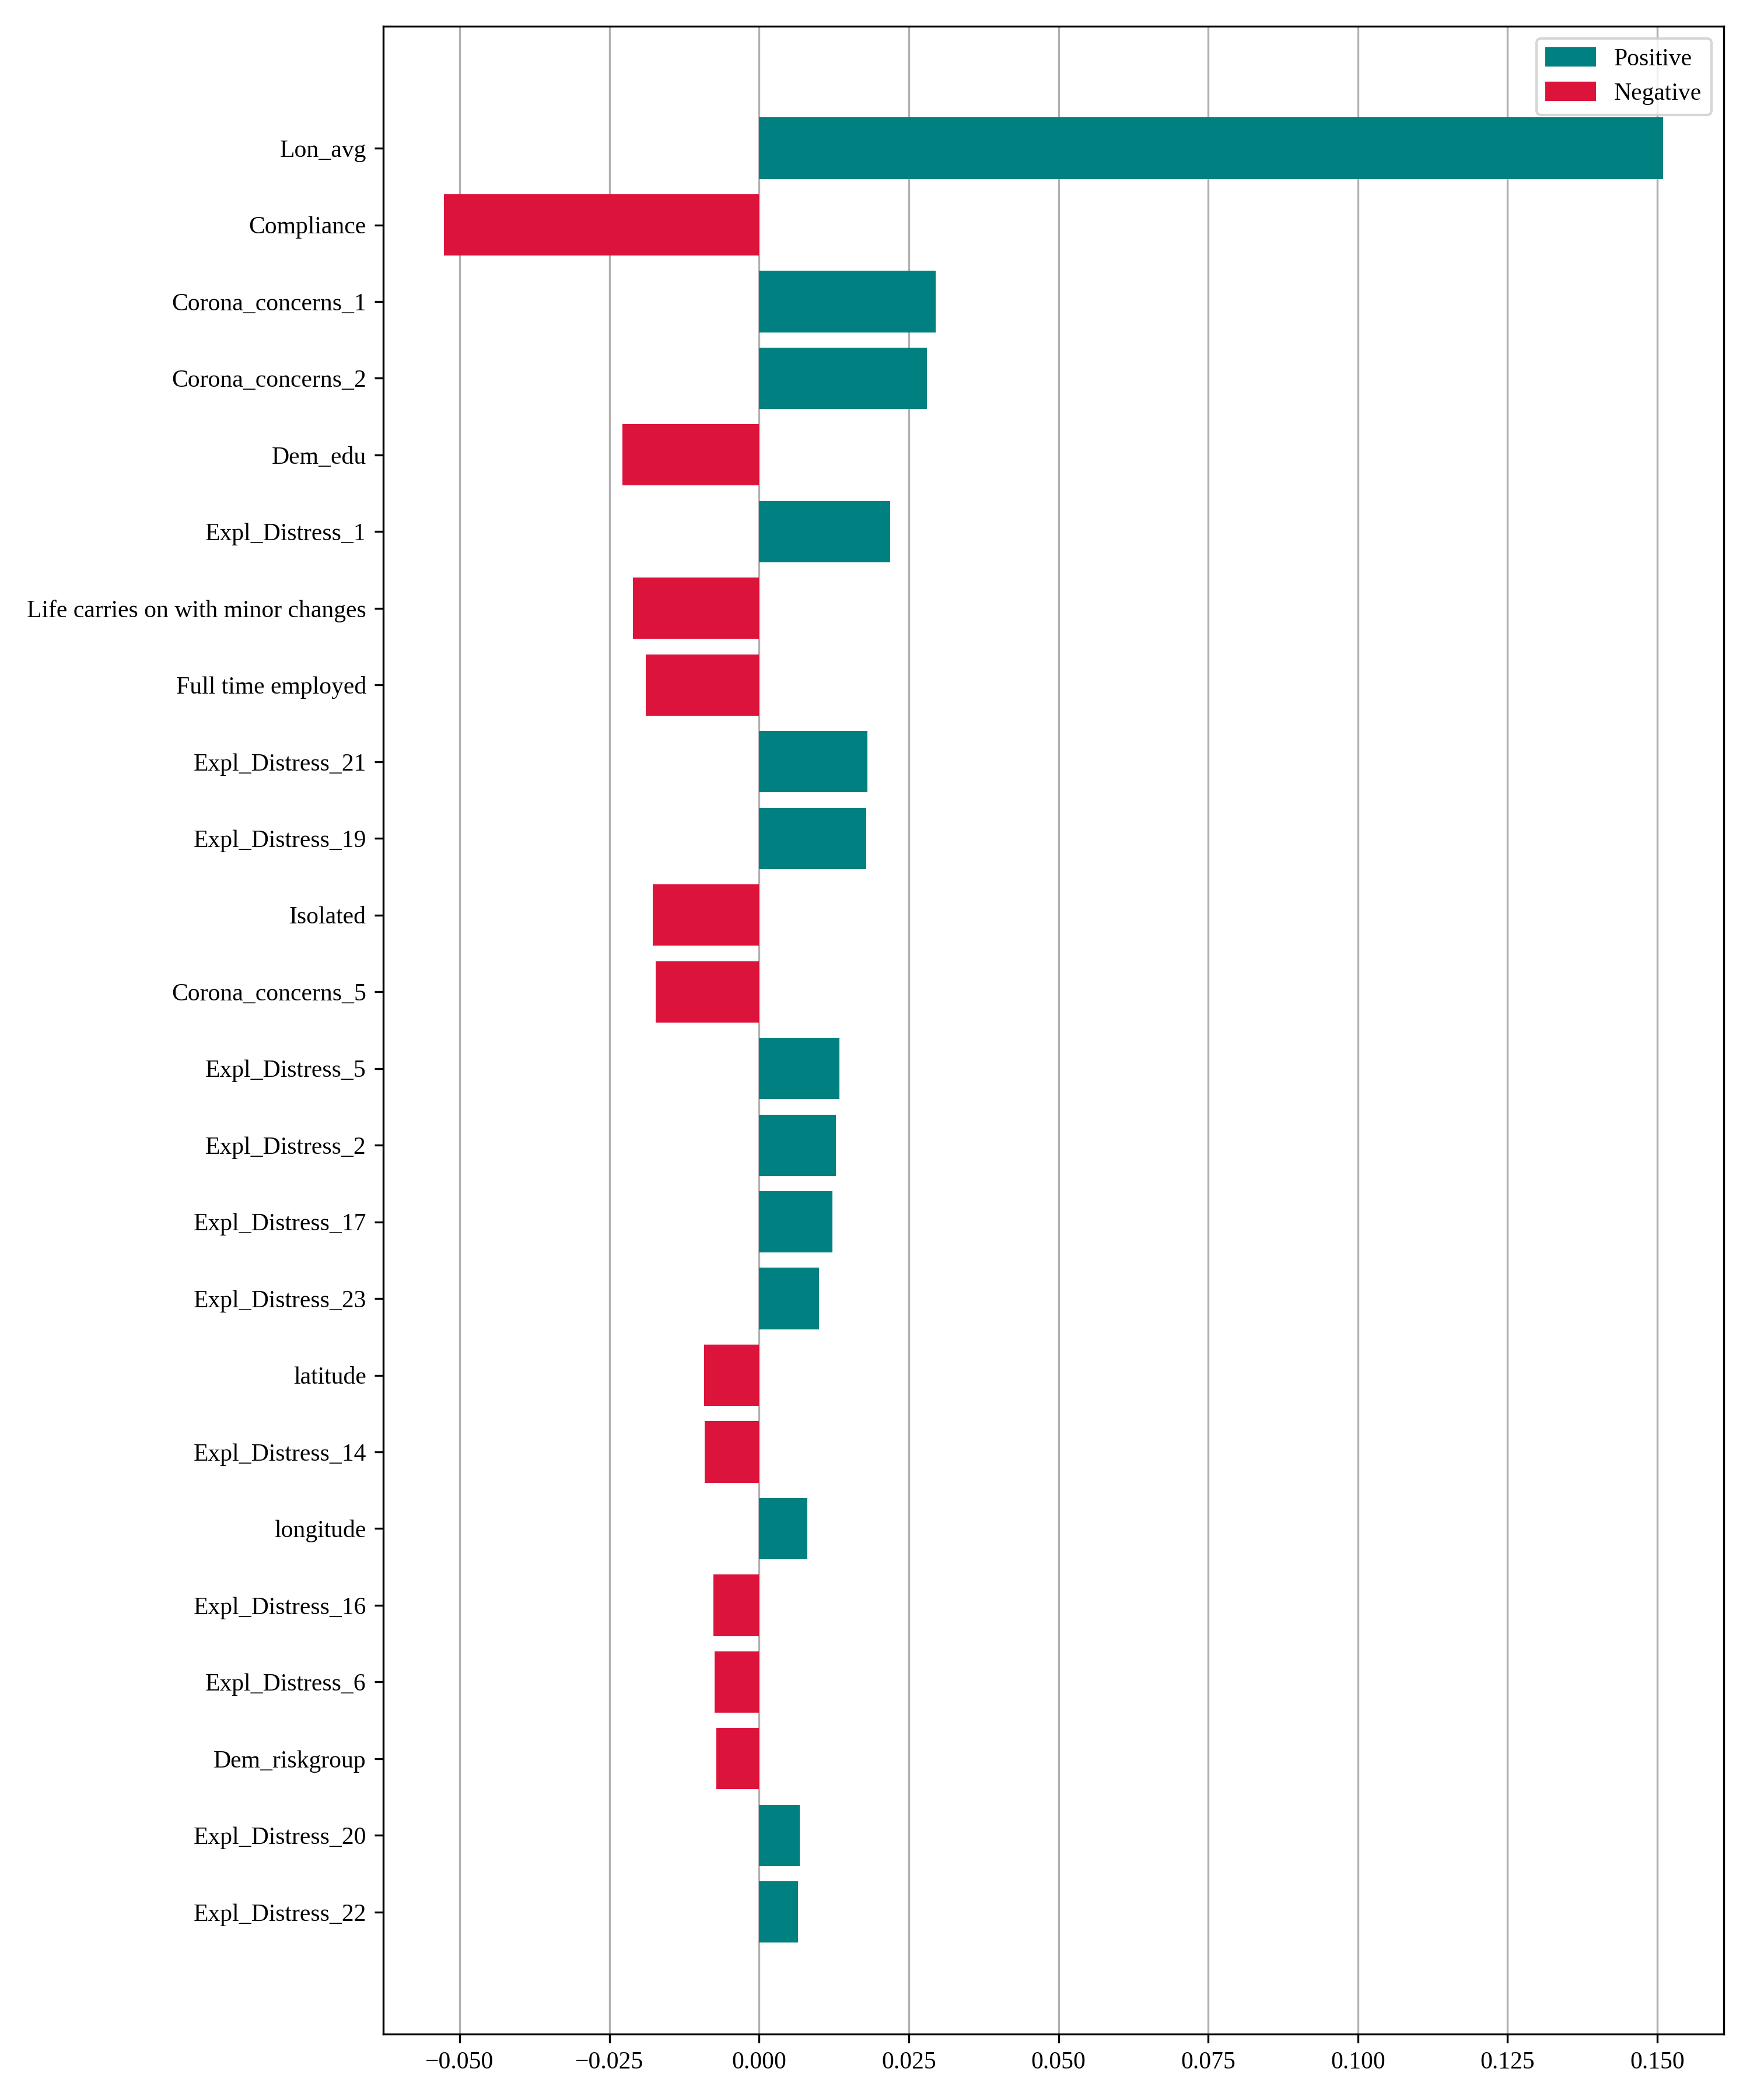 Positive
Negative
Lon_avg
Compliance
Corona_concerns_1
Corona_concerns_2
Dem_edu
Expl_Distress_1
Life carries on with minor changes
Full time employed
Expl_Distress_21
Expl_Distress_19
Isolated
Corona_concerns_5
Expl_Distress_5
Expl_Distress_2
Expl_Distress_17
Expl_Distress_23
latitude
Expl_Distress_14
longitude
Expl_Distress_16
Expl_Distress_6
Dem_riskgroup
Expl_Distress_20
Expl_Distress_22
−0.050 −0.025 0.000 0.025 0.050 0.075 0.100 0.125 0.150